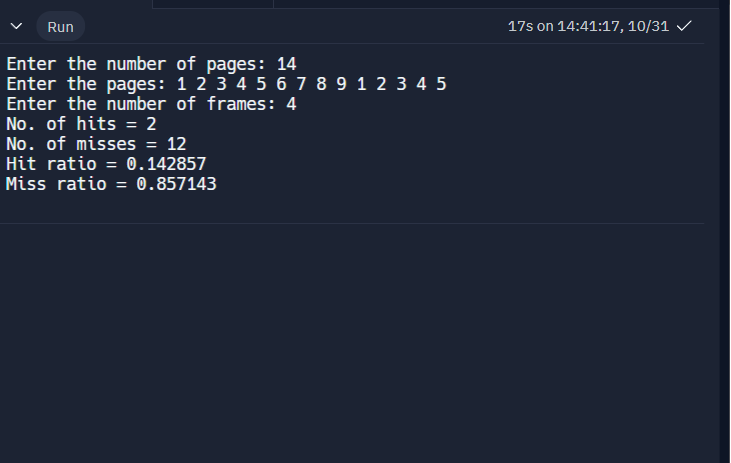 Run
17s on 14:41:17, 10/31
Enter the number of pages: 14
Enter the pages: 1 2 3 4 5 6 7 8 9 1 2 3 4 5
Enter the number of frames: 4
No. of hits = 2
No. of misses = 12
Hit ratio = 0.142857
Miss ratio = 0.857143